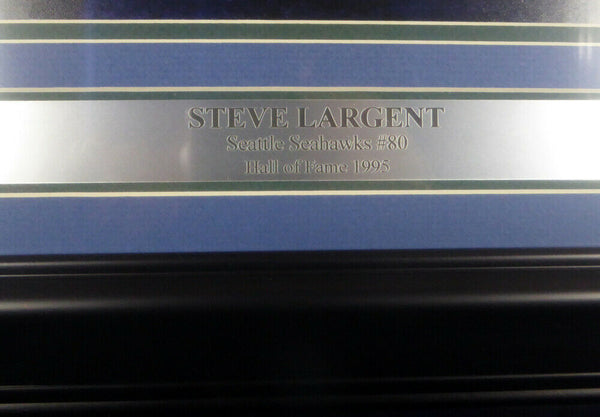 STEVE LARGENT
Seattle Seahawks #80
Hall of Fame 1995